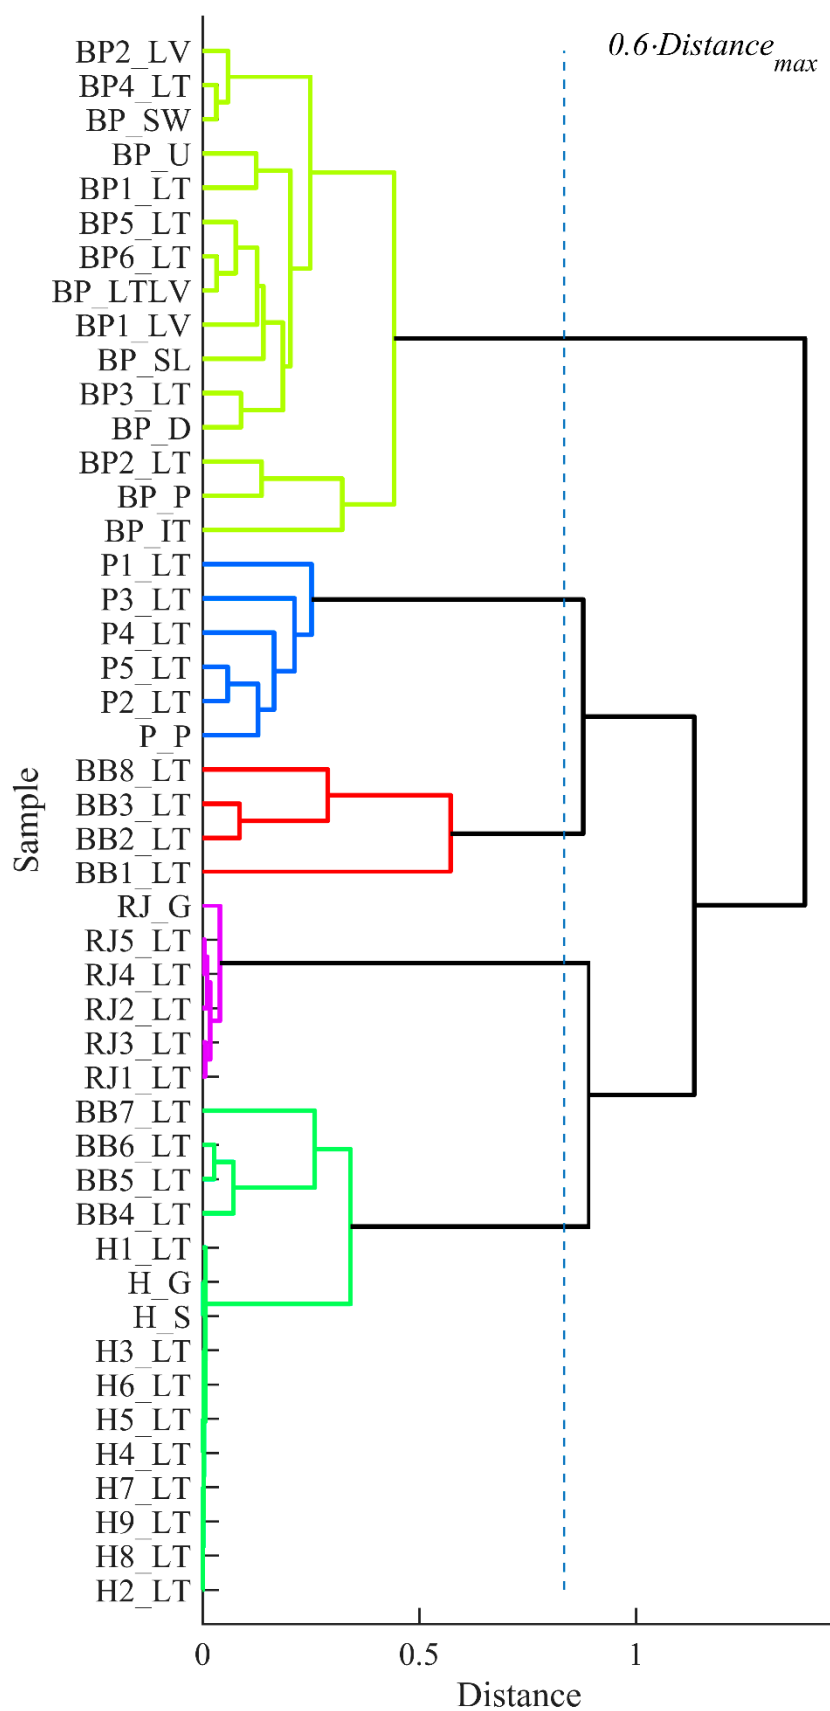 0.6·Distance max
BP2_LV
BP4_LT
BP_SW
BP_U
BP1_LT
BP5_LT
BP6_LT
BP_LTLV
BP1_LV
BP_SL
BP3_LT
BP_D
BP2_LT
BP_P
BP_IT
P1_LT
P3_LT
P4_LT
P5_LT
P2_LT
P_P
BB8_LT
BB3_LT
BB2_LT
BB1_LT
RJ_G
RJ5_LT
RJ4_LT
RJ2_LT
RJ3_LT
RJ1_LT
BB7_LT
BB6_LT
BB5_LT
BB4_LT
H1_LT
H_G
H_S
H3_LT
H6_LT
H5_LT
H4_LT
H7_LT
H9_LT
H8_LT
H2_LT
Sample
0 0.5 1
Distance